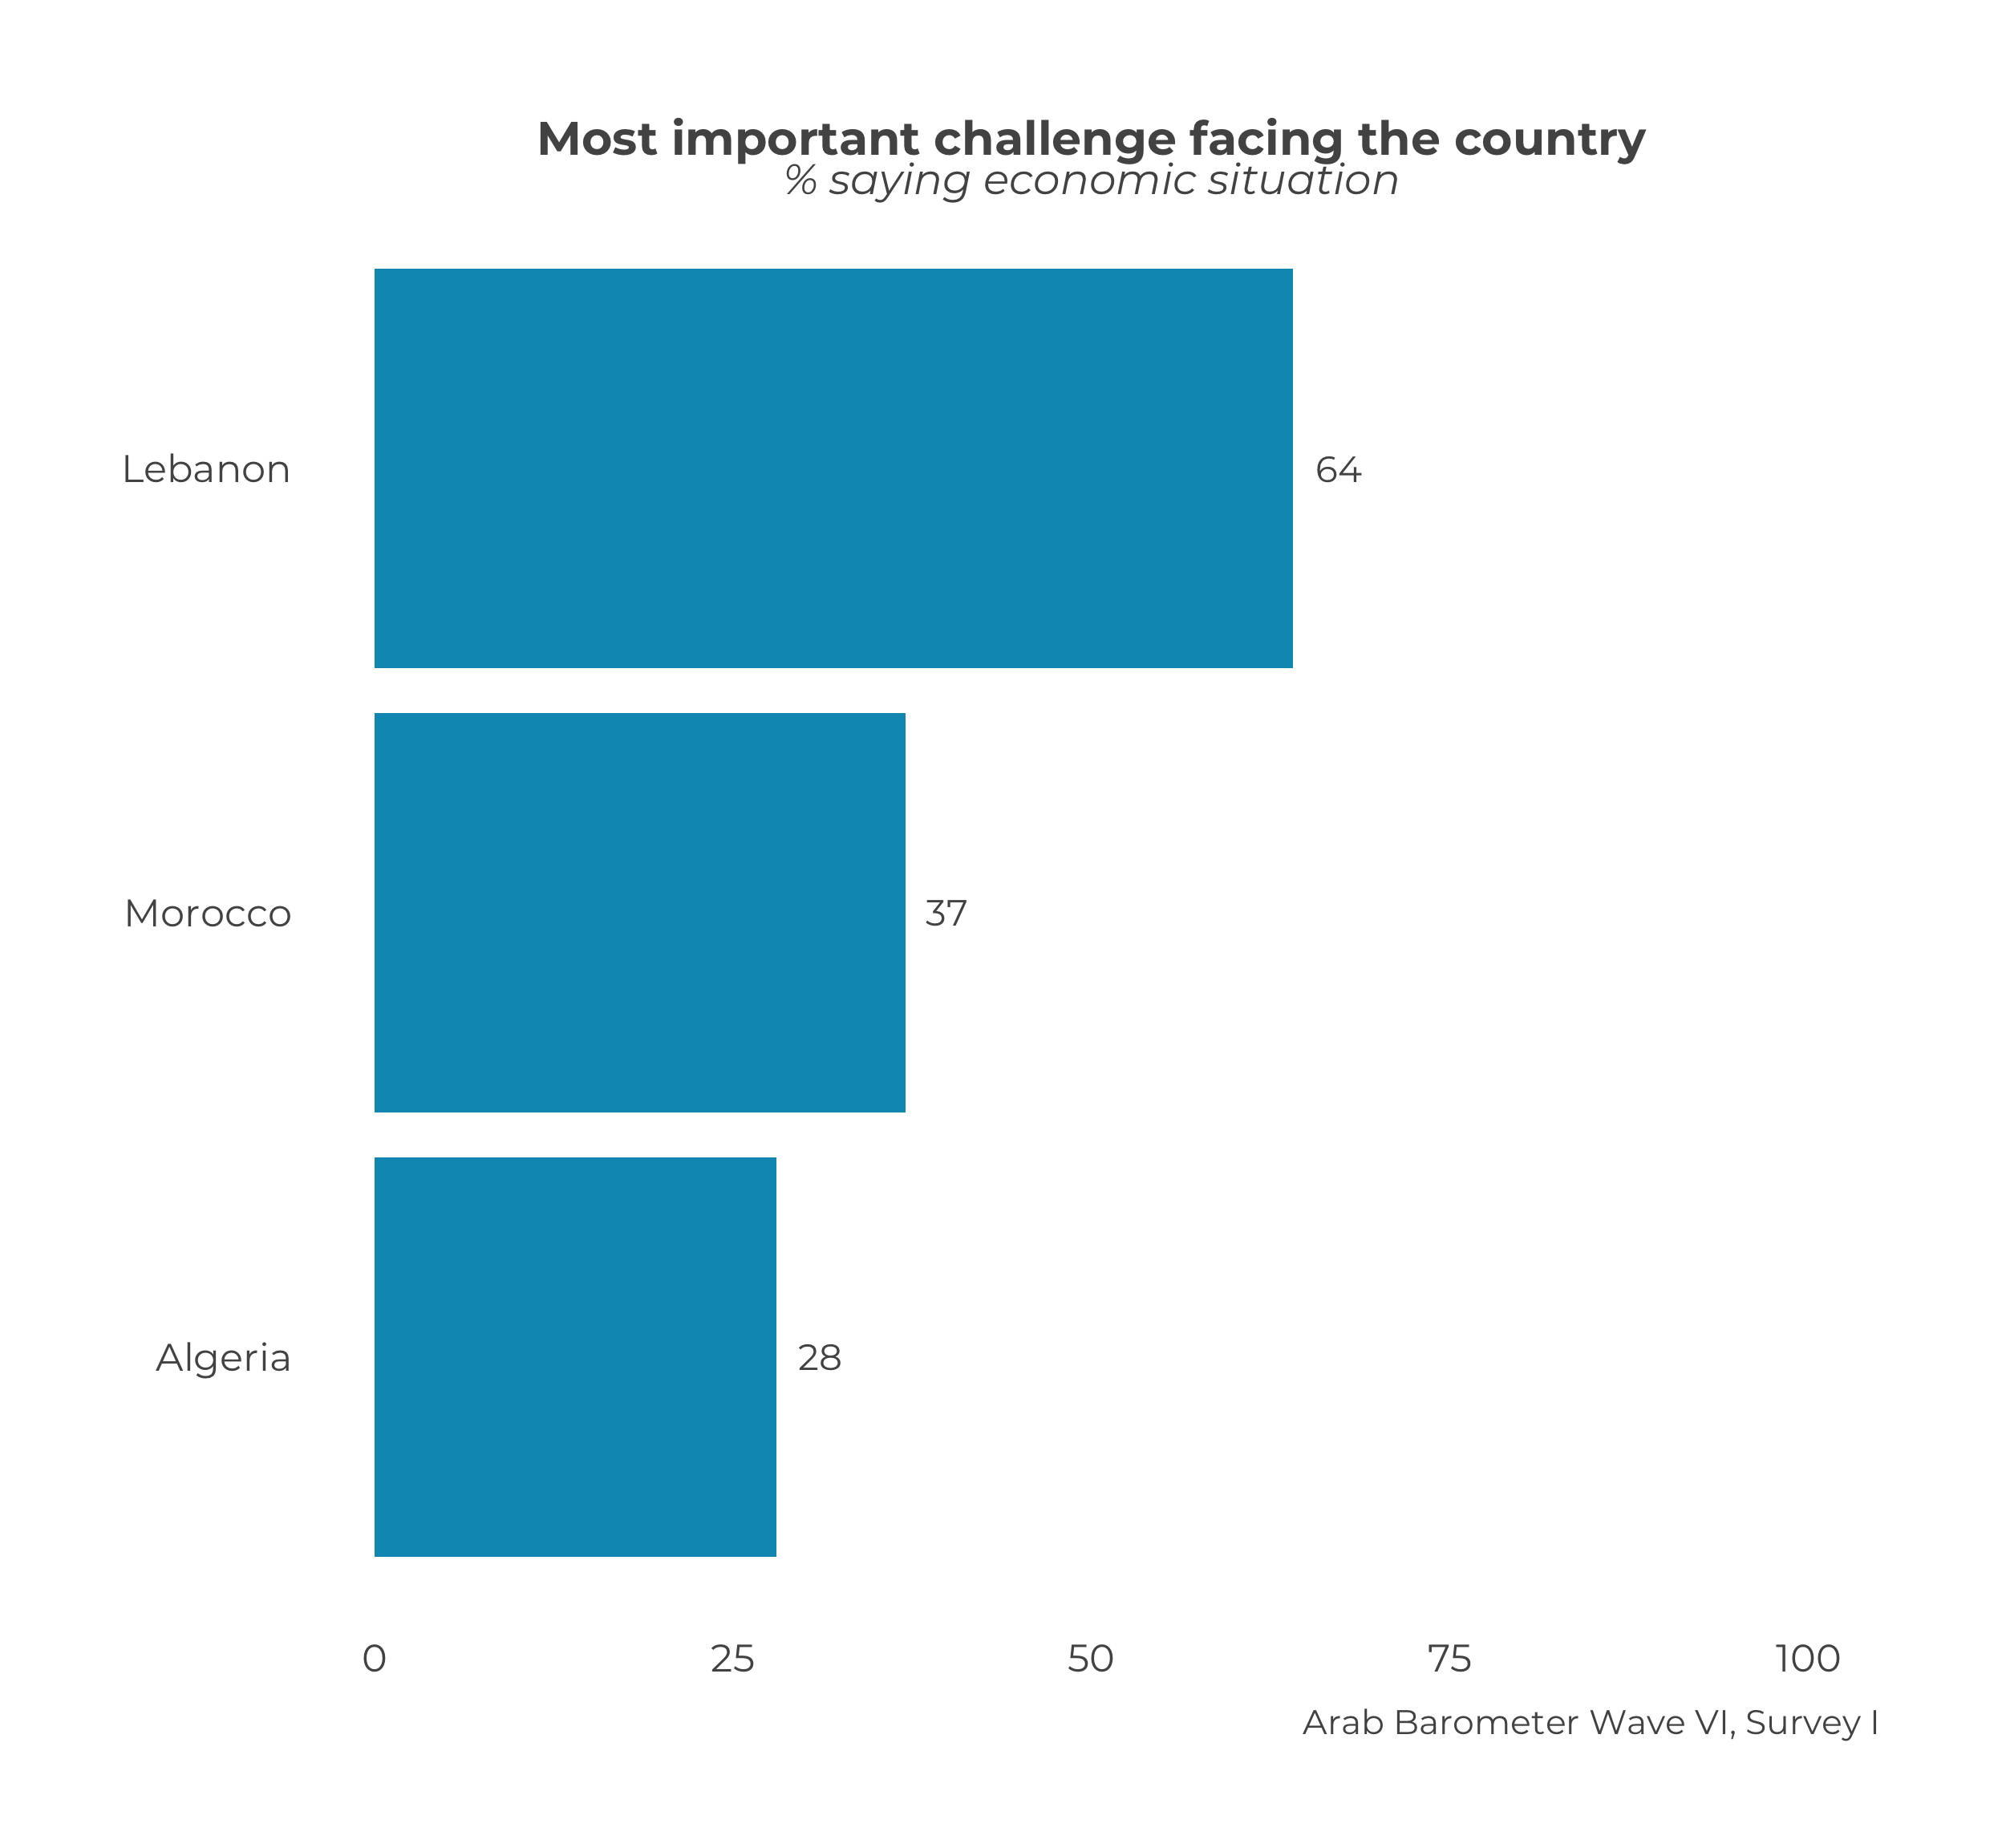 Most important challenge facing the country
% saying economic situation
Lebanon
64
Morocco
37
Algeria
28
0 25 50 75 100
Arab Barometer Wave VI, Survey I